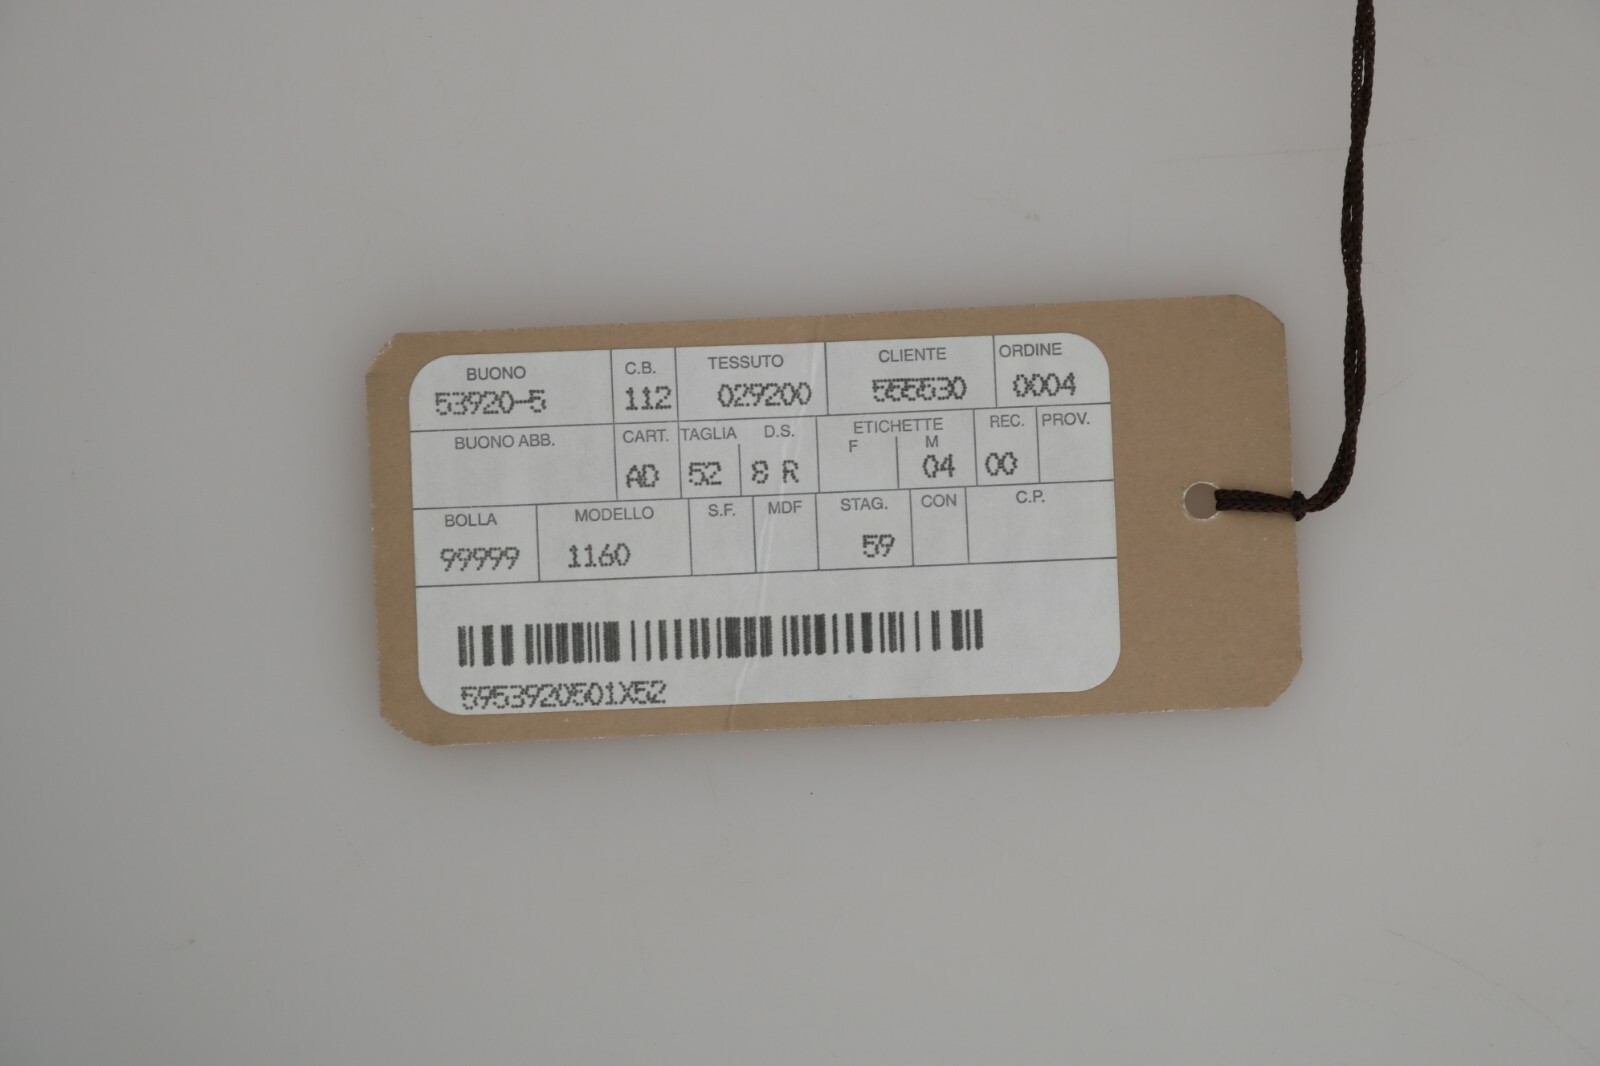 BUONO C.B. TESSUTO CLIENTE ORDINE
53920-5 112 029200 0004
BUONO ABB. CART. TAGLIA D.S. ETICHETTE REC. PROV.
F M
AD 52 8 R 04 00
BOLLA MODELLO S.F. MDF STAG. CON C.P.
99999 1160 59
5953920501X52